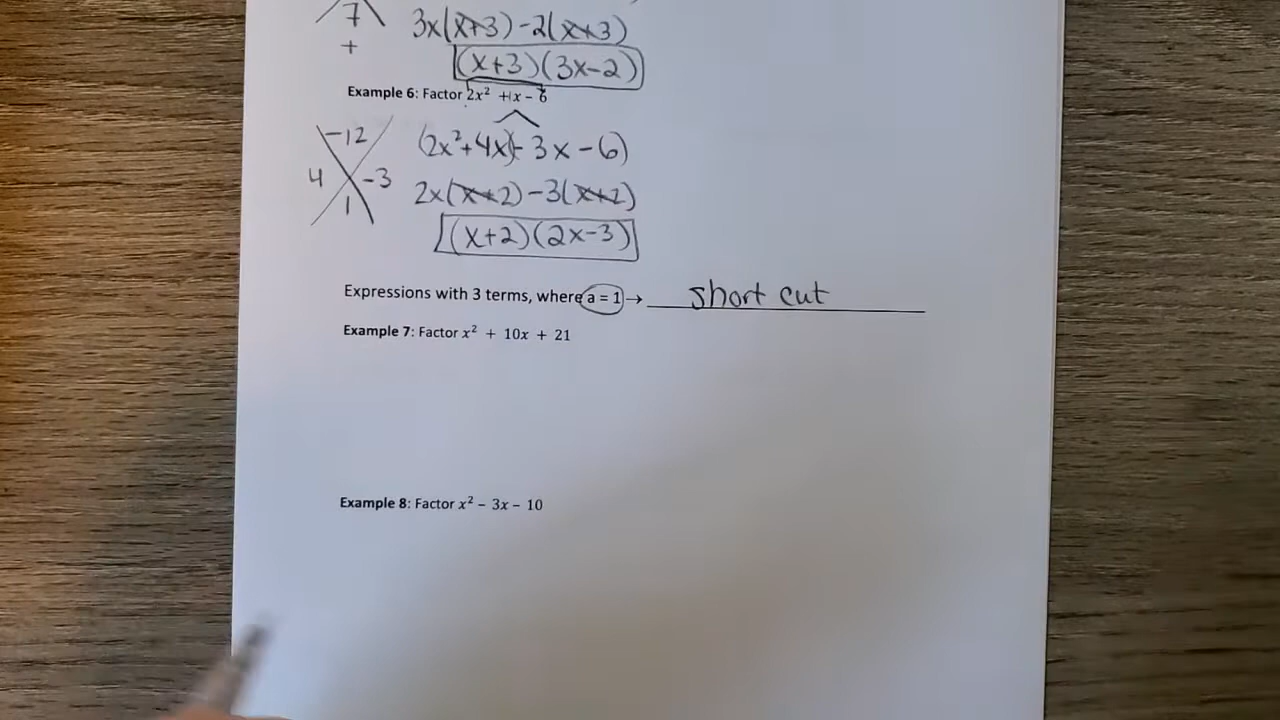 7
+
3x(x+3) -2(x+3)
(x+3)(3x-2)
Example 6: Factor 2x² +1x − 6
-12
4 -3
1
(2x²+4x)(-3x-6)
2x(x+2) -3(x+2)
(x+2)(2x-3)
Expressions with 3 terms, where a = 1 → short cut
Example 7: Factor x² + 10x + 21
Example 8: Factor x² − 3x − 10